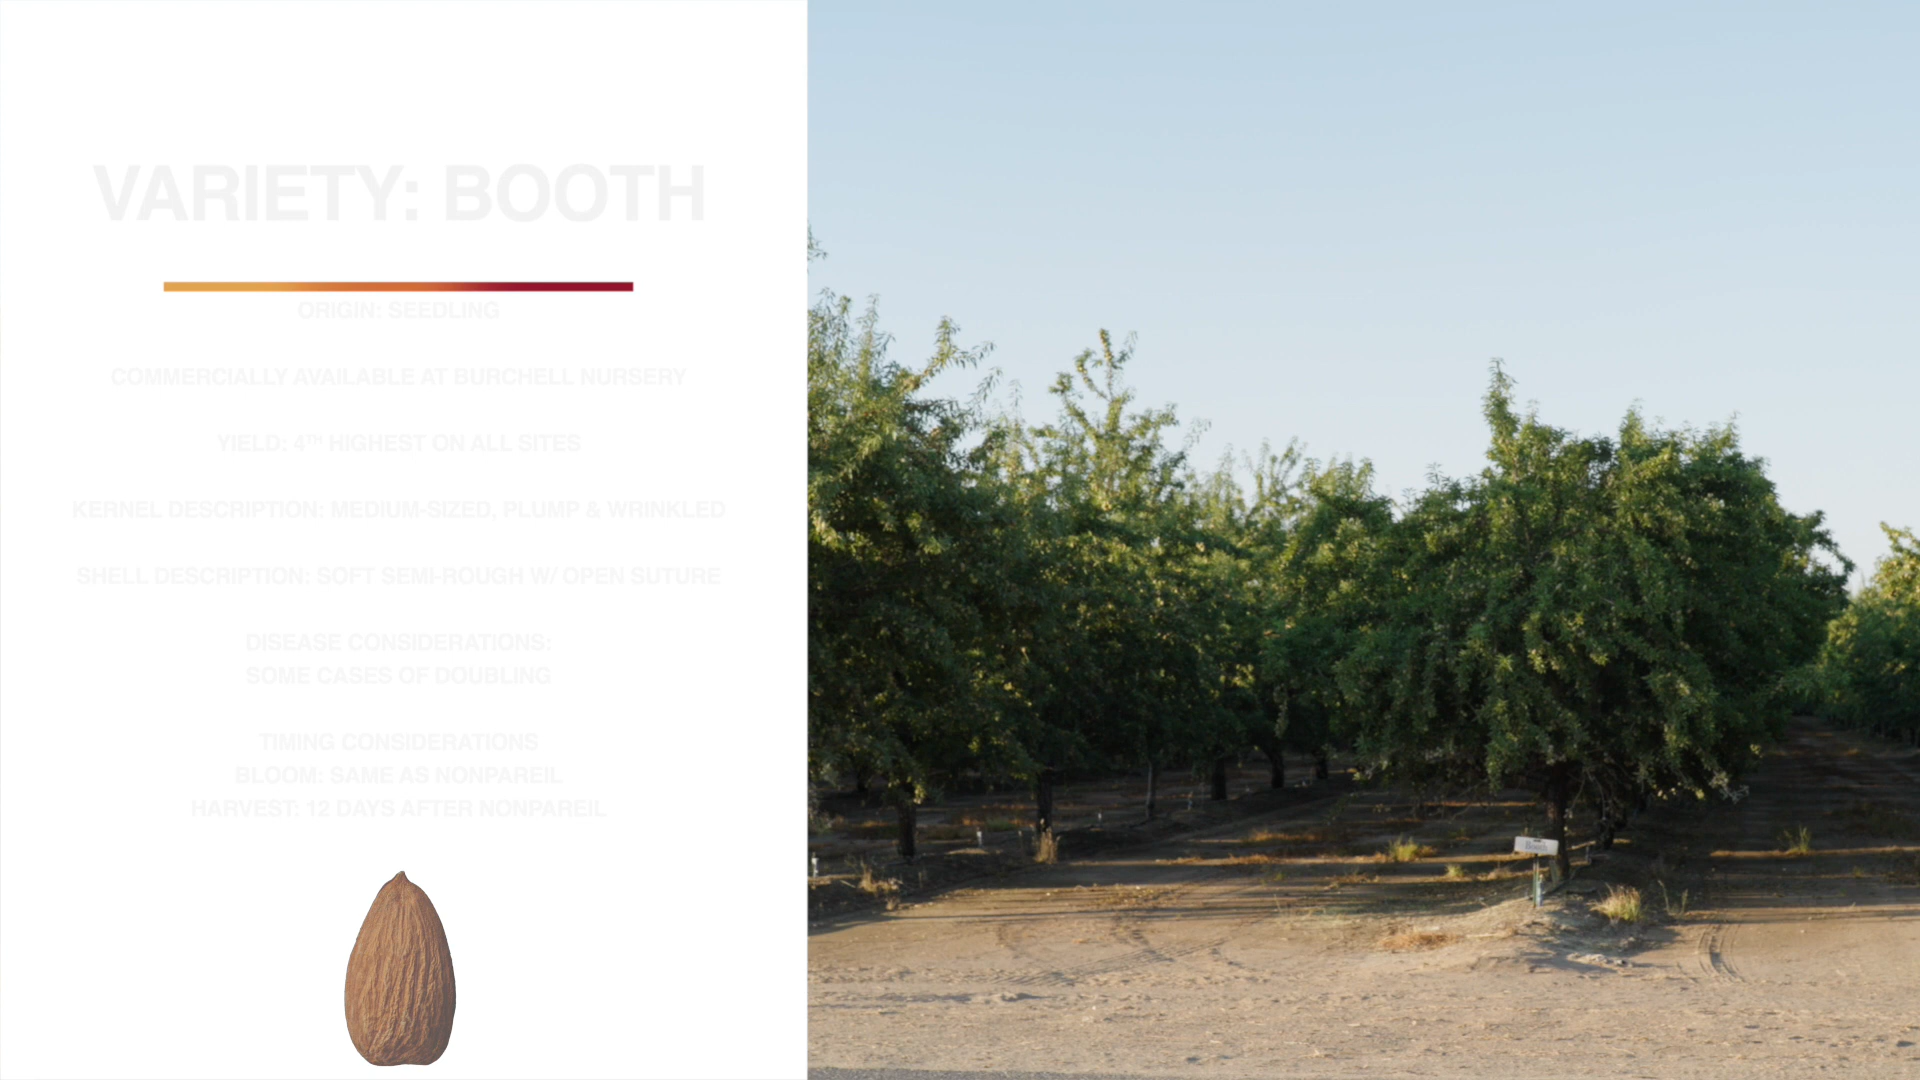 VARIETY: BOOTH
ORIGIN: SEEDLING
COMMERCIALLY AVAILABLE AT BURCHELL NURSERY
YIELD: 4TH HIGHEST ON ALL SITES
KERNEL DESCRIPTION: MEDIUM-SIZED, PLUMP & WRINKLED
SHELL DESCRIPTION: SOFT SEMI-ROUGH W/ OPEN SUTURE
DISEASE CONSIDERATIONS:
SOME CASES OF DOUBLING
TIMING CONSIDERATIONS
BLOOM: SAME AS NONPAREIL
HARVEST: 12 DAYS AFTER NONPAREIL
Booth